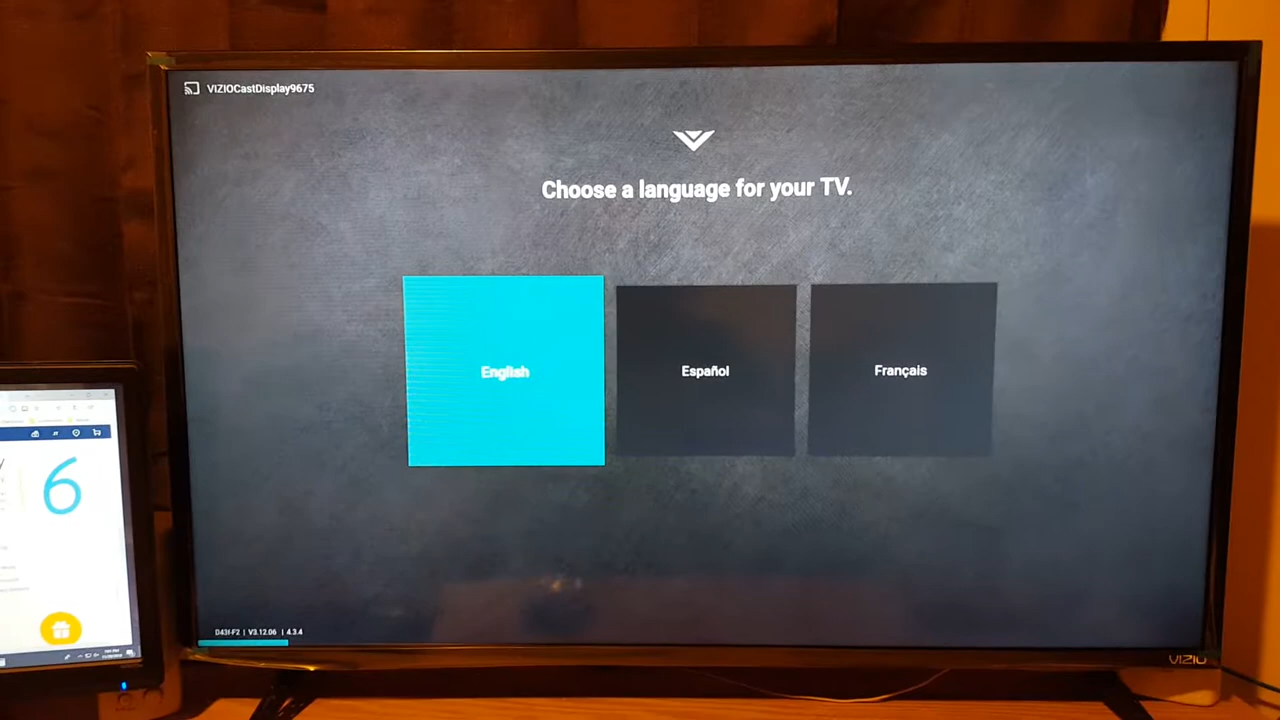 VIZIOCastDisplay9675
Choose a language for your TV.
English
Español
Français
6
D43f-F2 | V3.12.06 | 4.3.4
VIZIO